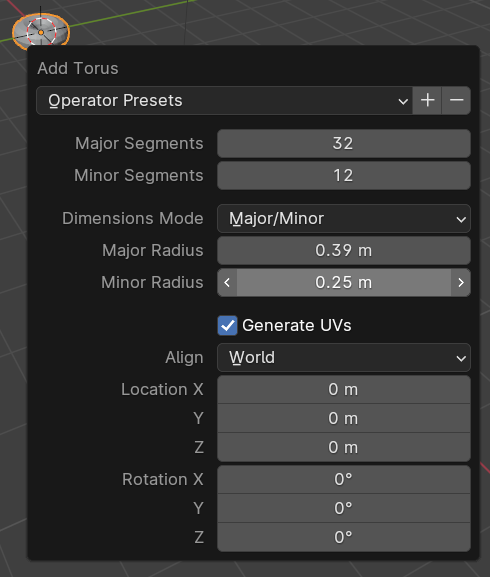 Add Torus
Operator Presets
Major Segments 32
Minor Segments 12
Dimensions Mode Major/Minor
Major Radius 0.39 m
Minor Radius 0.25 m
Generate UVs
Align World
Location X 0 m
Y 0 m
Z 0 m
Rotation X 0°
Y 0°
Z 0°